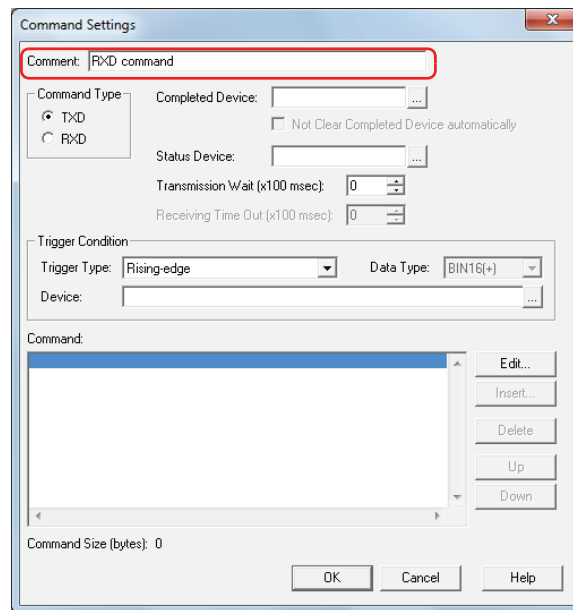 Command Settings
Comment: RXD command
Command Type
TXD
RXD
Completed Device: ...
Not Clear Completed Device automatically
Status Device: ...
Transmission Wait (x100 msec): 0
Receiving Time Out (x100 msec): 0
Trigger Condition
Trigger Type: Rising-edge Data Type: BIN16(+)
Device: ...
Command:
Edit...
Insert...
Delete
Up
Down
Command Size (bytes): 0
OK Cancel Help